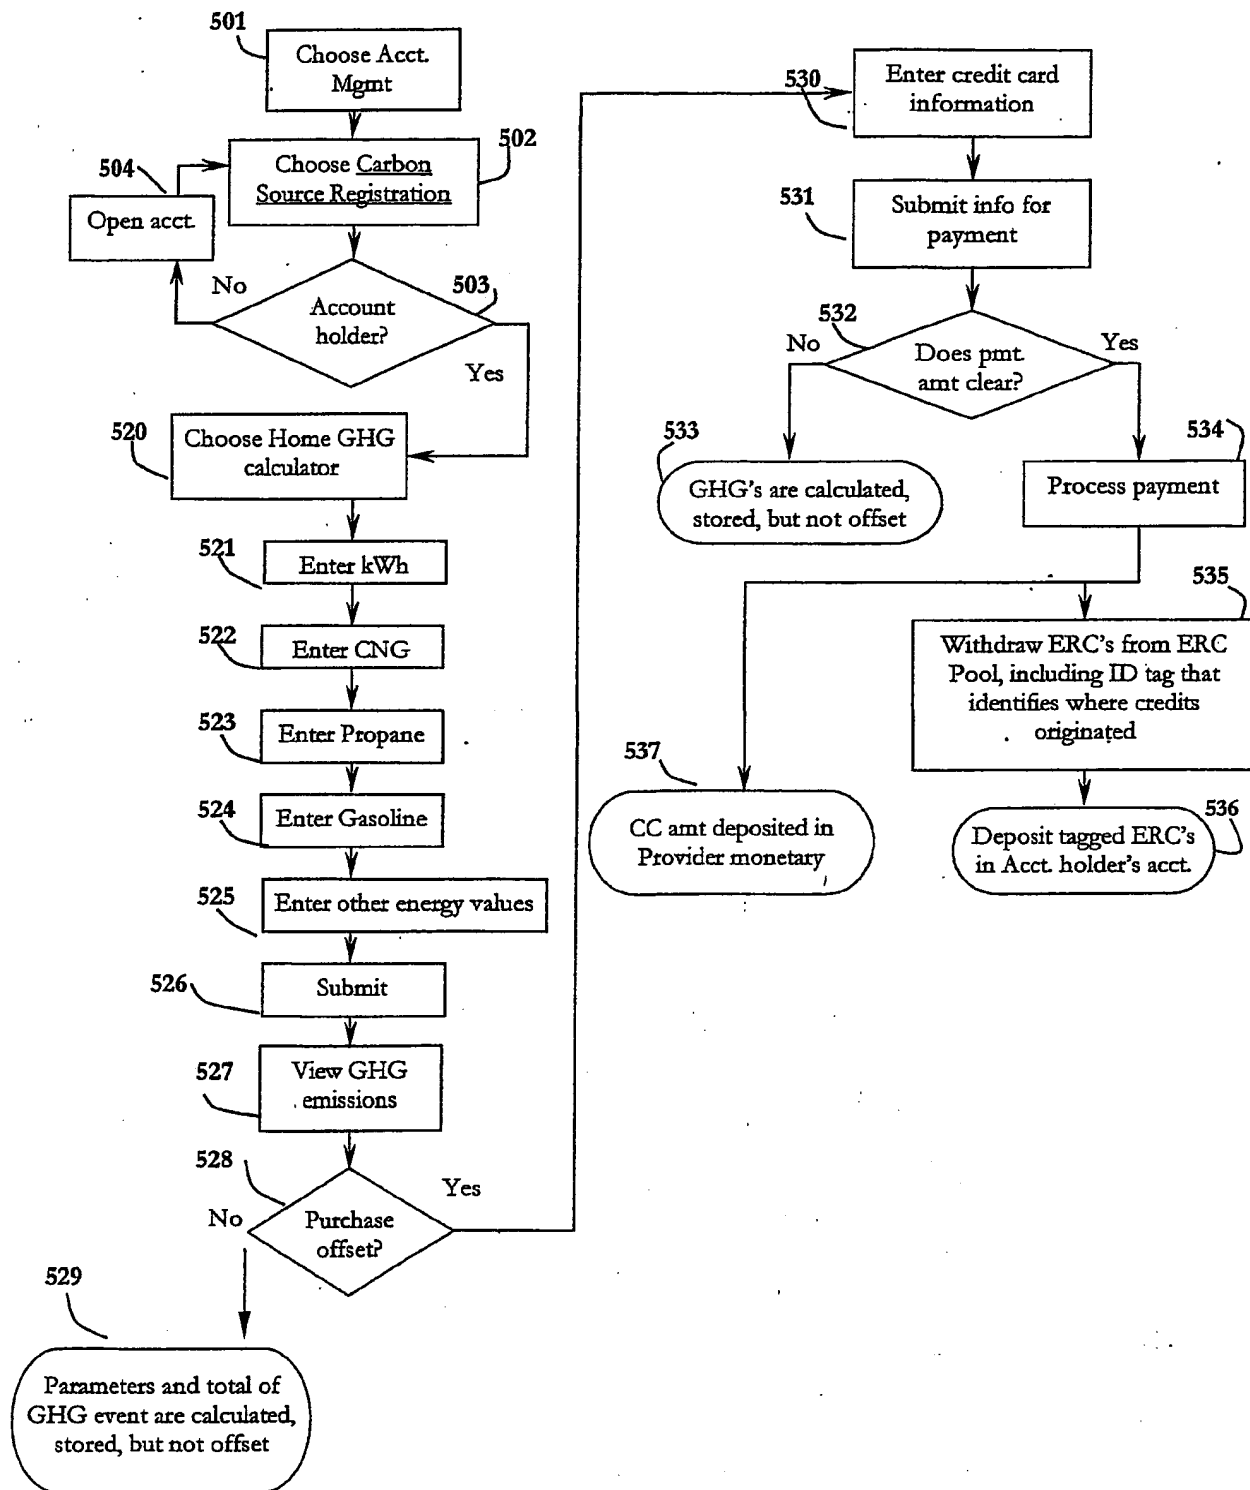 501
Choose Acct.
Mgmt
502
Choose Carbon
Source Registration
504
Open acct.
No
503
Account
holder?
Yes
520
Choose Home GHG
calculator
521
Enter kWh
522
Enter CNG
523
Enter Propane
524
Enter Gasoline
525
Enter other energy values
526
Submit
527
View GHG
emissions
528
Yes
No
Purchase
offset?
529
Parameters and total of
GHG event are calculated,
stored, but not offset
530
Enter credit card
information
531
Submit info for
payment
532
No
Yes
Does pmt.
amt clear?
533
GHG's are calculated,
stored, but not offset
534
Process payment
535
Withdraw ERC's from ERC
Pool, including ID tag that
identifies where credits
originated
537
CC amt deposited in
Provider monetary
536
Deposit tagged ERC's
in Acct. holder's acct.